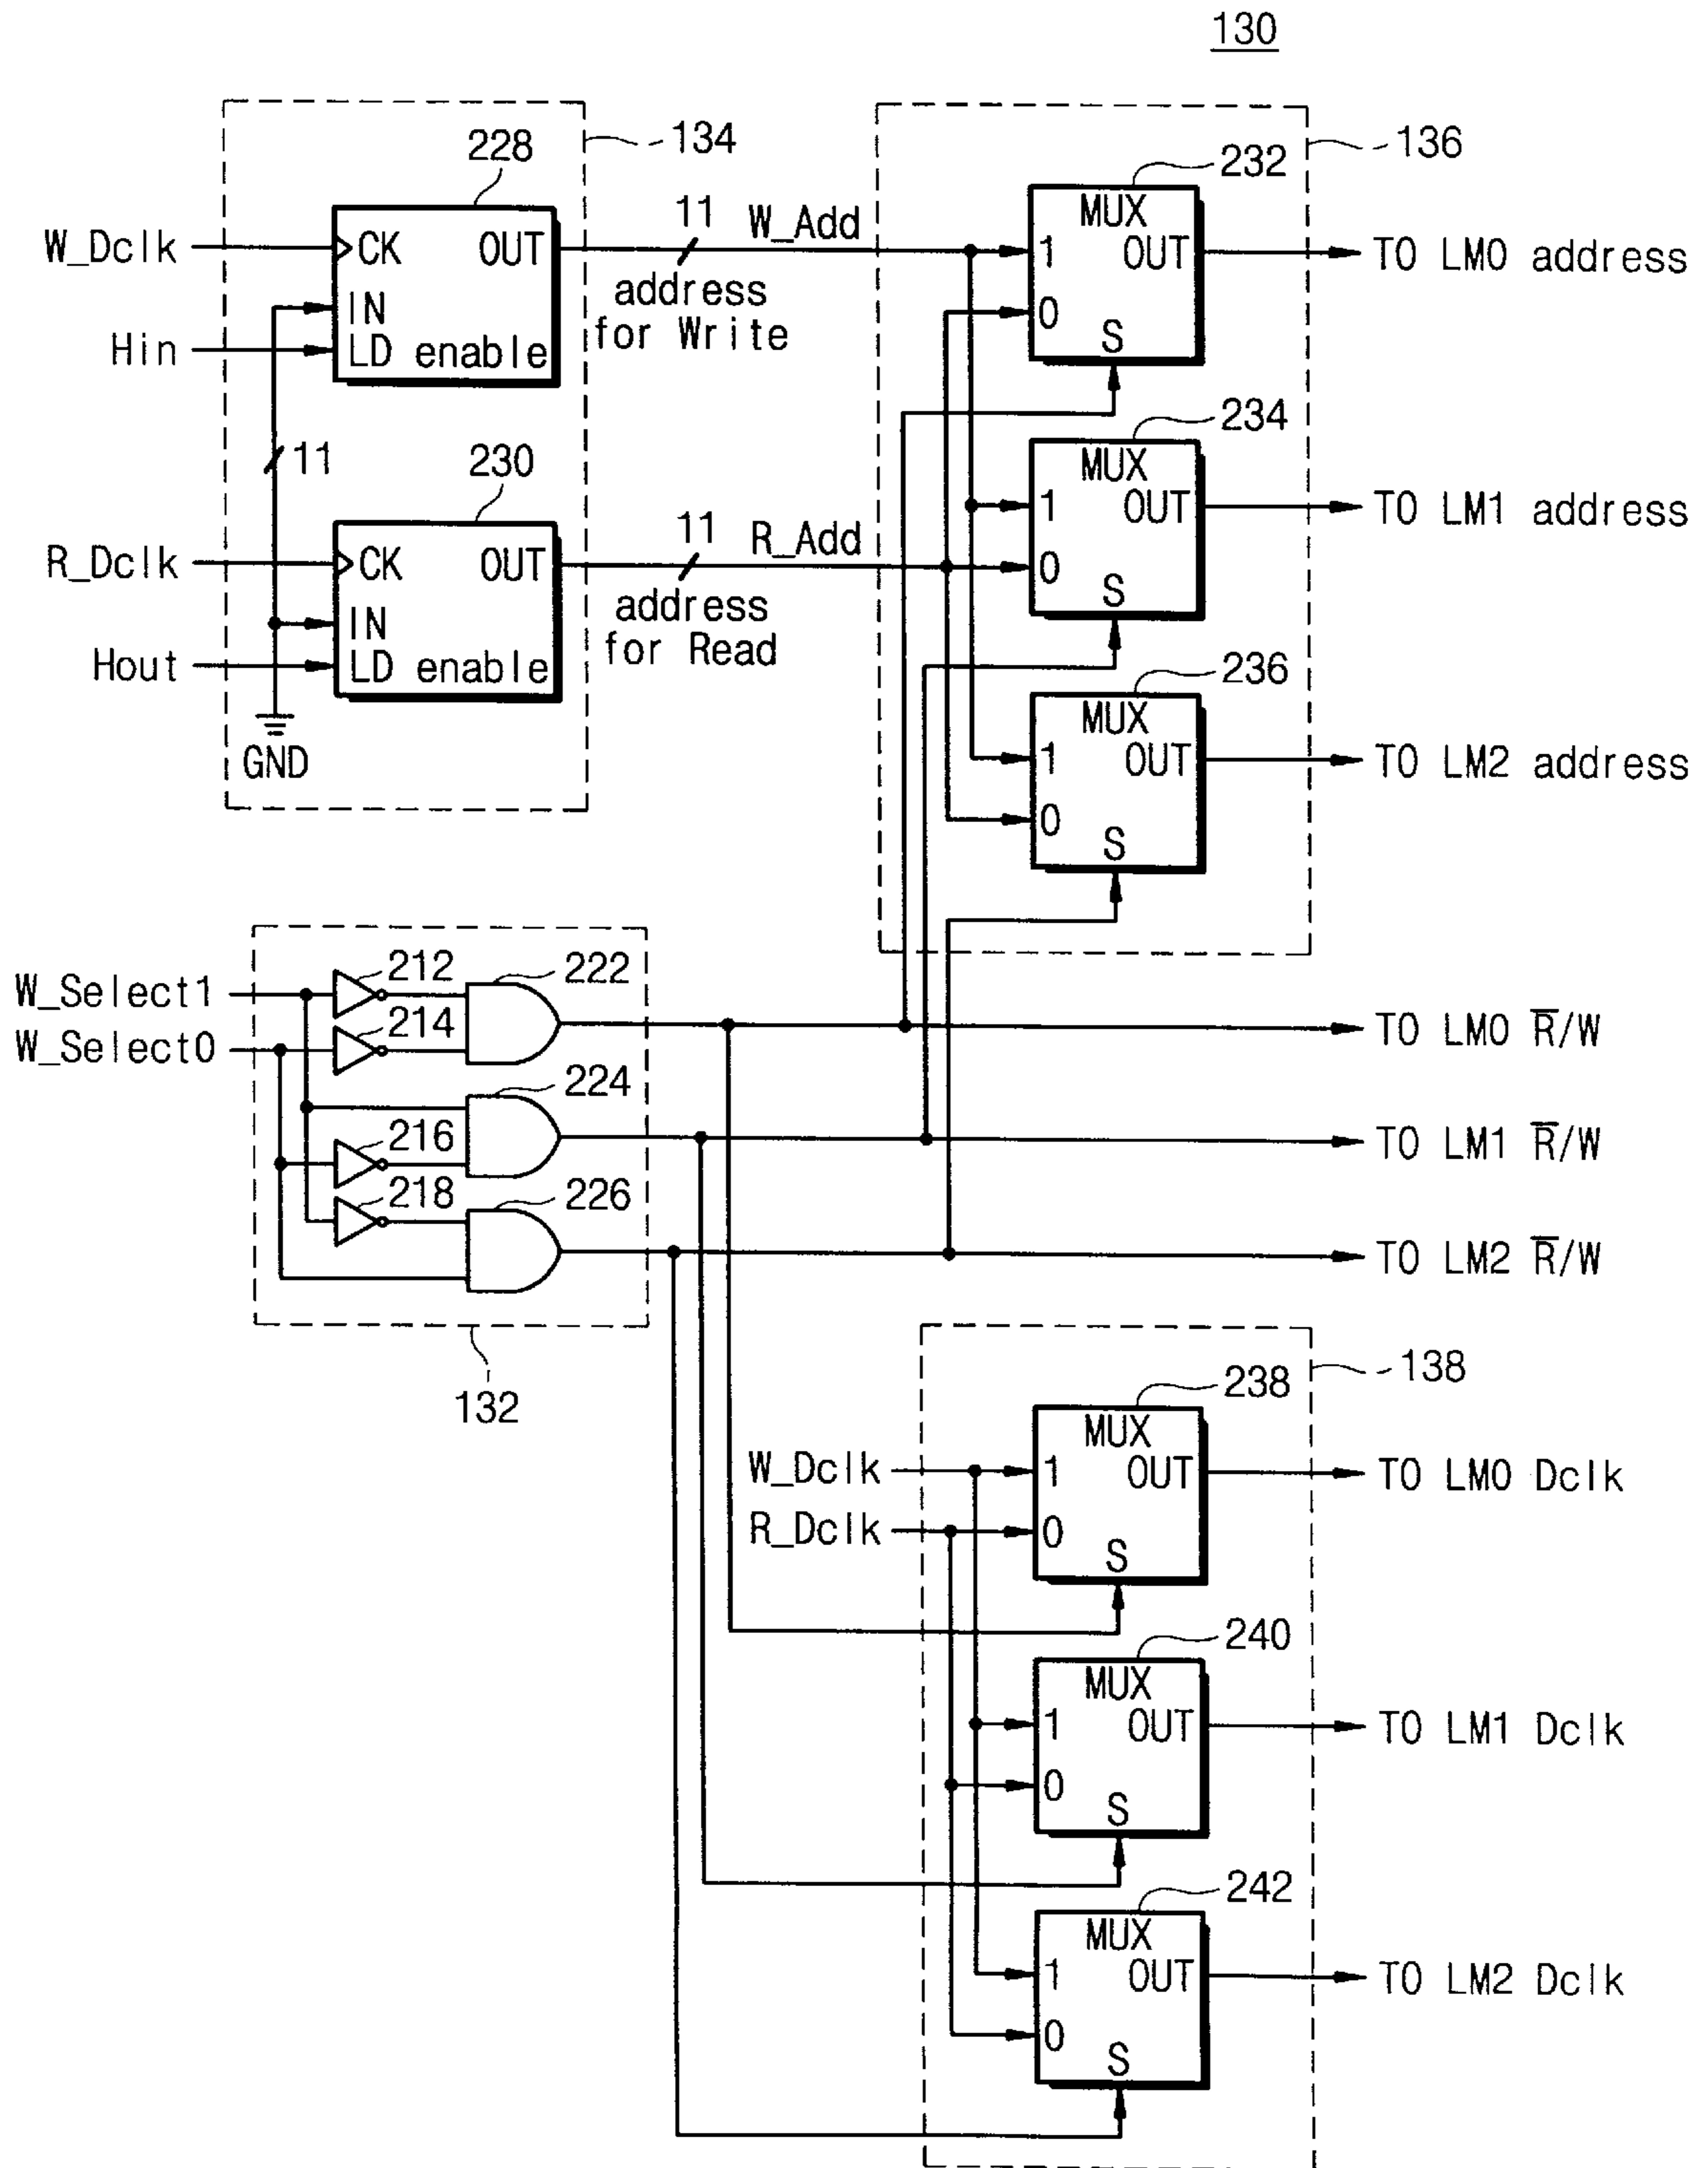 130
134
228
W_Dclk
CK OUT
IN
Hin
LD enable
11 W_Add
address
for Write
11
230
R_Dclk
CK OUT
IN
Hout
LD enable
GND
11 R_Add
address
for Read
136
232
MUX
1 OUT
0
S
TO LM0 address
234
MUX
1 OUT
0
S
TO LM1 address
236
MUX
1 OUT
0
S
TO LM2 address
W_Select1
W_Select0
212
214
216
218
222
224
226
132
TO LM0 R̅/W
TO LM1 R̅/W
TO LM2 R̅/W
138
238
W_Dclk
R_Dclk
MUX
1 OUT
0
S
TO LM0 Dclk
240
MUX
1 OUT
0
S
TO LM1 Dclk
242
MUX
1 OUT
0
S
TO LM2 Dclk